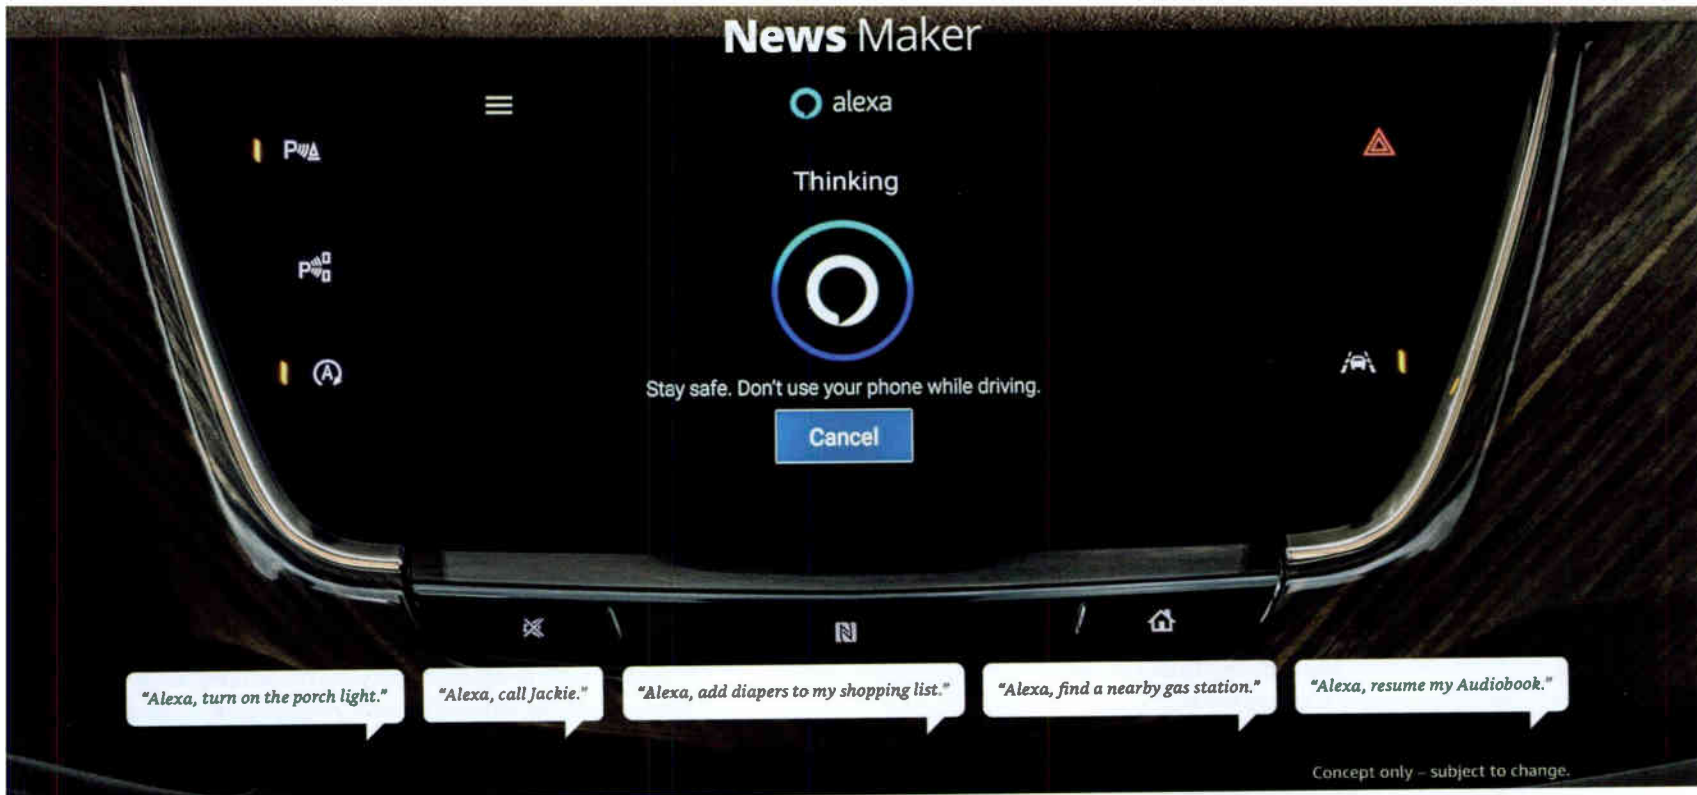 News Maker
alexa
Thinking
Stay safe. Don't use your phone while driving.
Cancel
"Alexa, turn on the porch light."
"Alexa, call Jackie."
"Alexa, add diapers to my shopping list."
"Alexa, find a nearby gas station."
"Alexa, resume my Audiobook."
Concept only – subject to change.